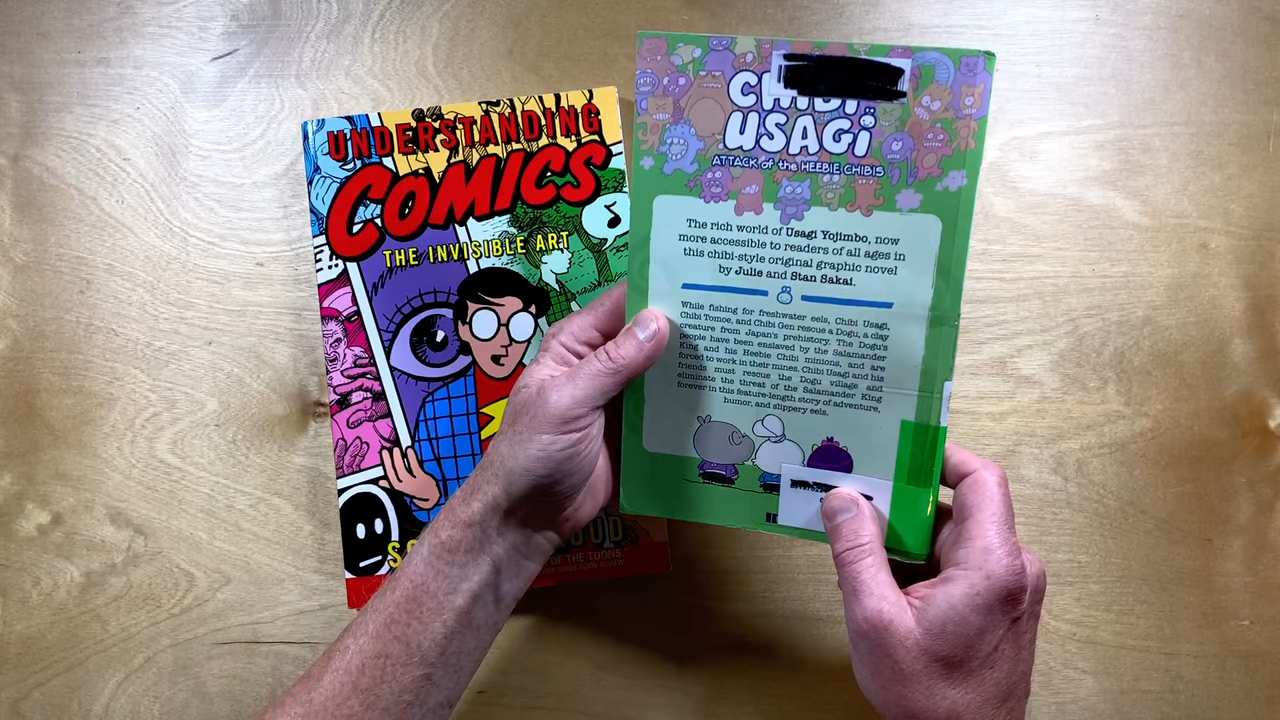 UNDERSTANDING
COMICS
THE INVISIBLE ART
OF THE TOONS."
BOOK REVIEW
CHIBI
USAGI
ATTACK of the HEEBIE CHIBIS
The rich world of Usagi Yojimbo, now
more accessible to readers of all ages in
this chibi-style original graphic novel
by Julie and Stan Sakai.
While fishing for freshwater eels, Chibi Usagi,
Chibi Tomoe, and Chibi Gen rescue a Dogu, a clay
creature from Japan's prehistory. The Dogu's
people have been enslaved by the Salamander
King and his Heebie Chibi minions, and are
forced to work in their mines. Chibi Usagi and his
friends must rescue the Dogu village and
eliminate the threat of the Salamander King
forever in this feature-length story of adventure,
humor, and slippery eels.